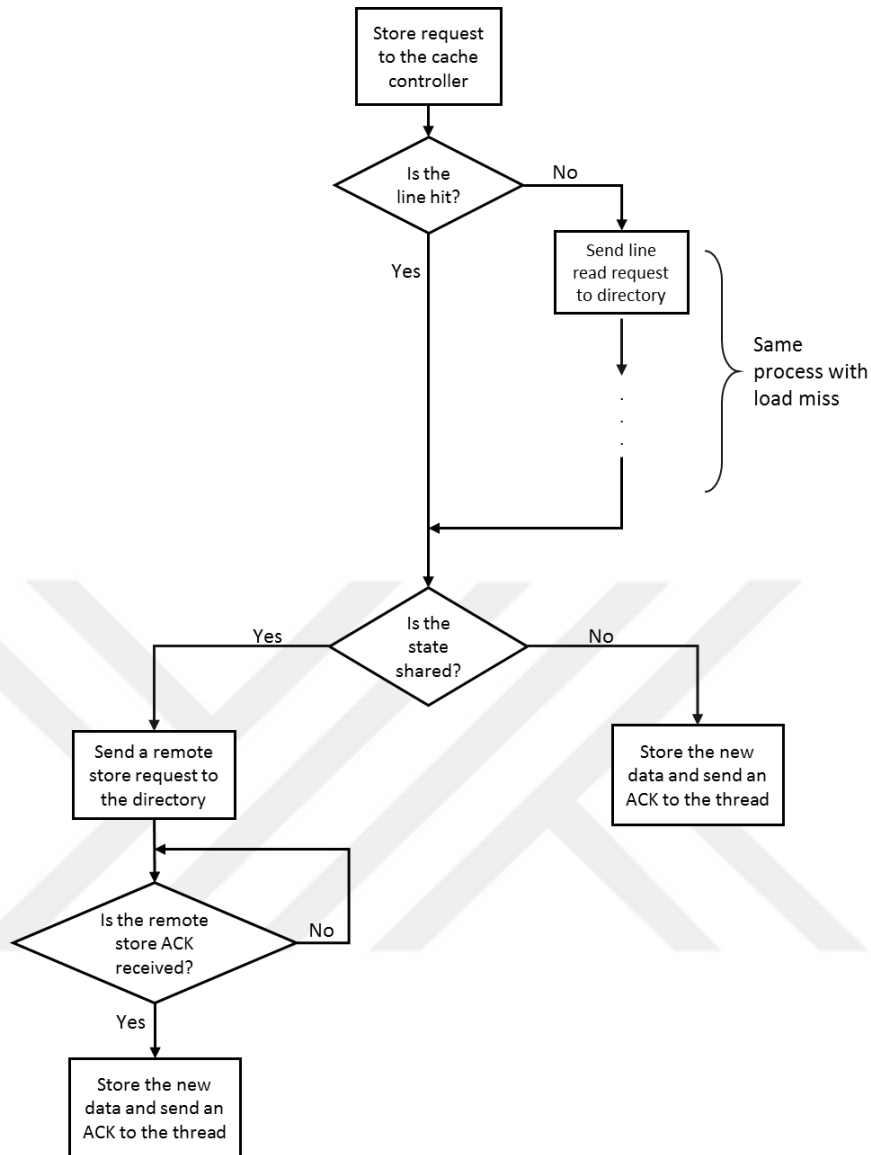 Store request
to the cache
controller
Is the
line hit?
No
Yes
Send line
read request
to directory
Same
process with
load miss
Is the
state
shared?
Yes
No
Send a remote
store request to
the directory
Store the new
data and send an
ACK to the thread
Is the remote
store ACK
received?
No
Yes
Store the new
data and send an
ACK to the thread